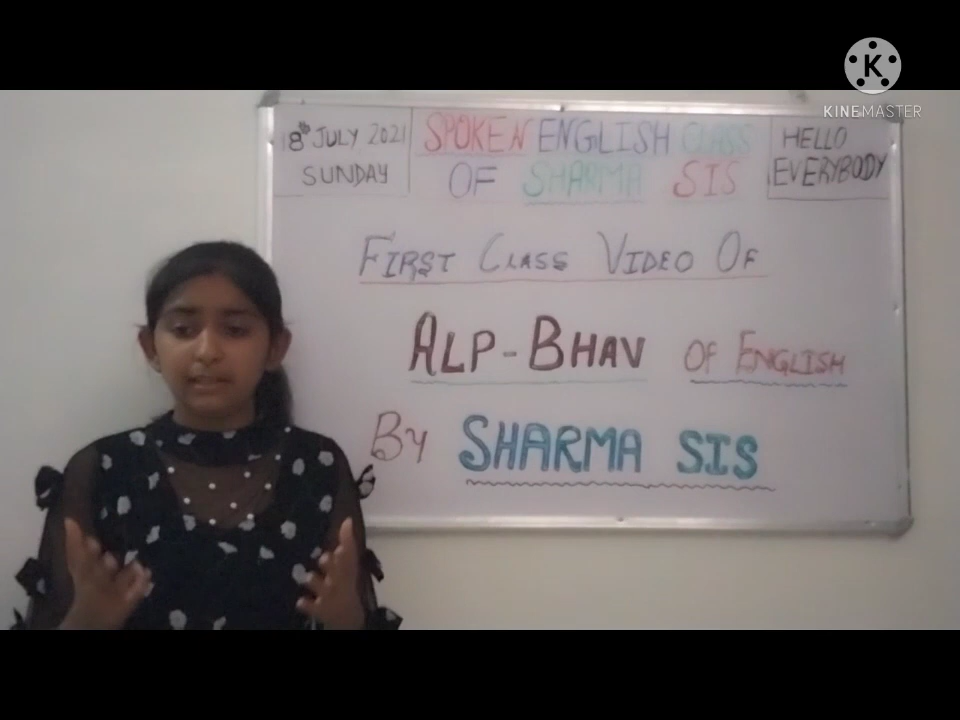 18th JULY 2021
SUNDAY
SPOKEN ENGLISH CLASS
OF SHARMA SIS
HELLO
EVERYBODY
FIRST CLASS VIDEO OF
ALP-BHAV OF ENGLISH
By SHARMA SIS
K
KINEMASTER